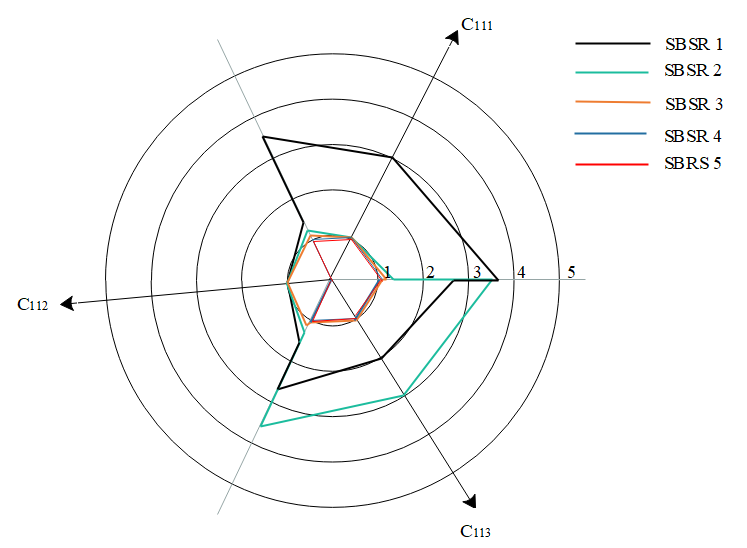 C111
SBSR 1
SBSR 2
SBSR 3
SBSR 4
SBRS 5
1 2 3 4 5
C112
C113